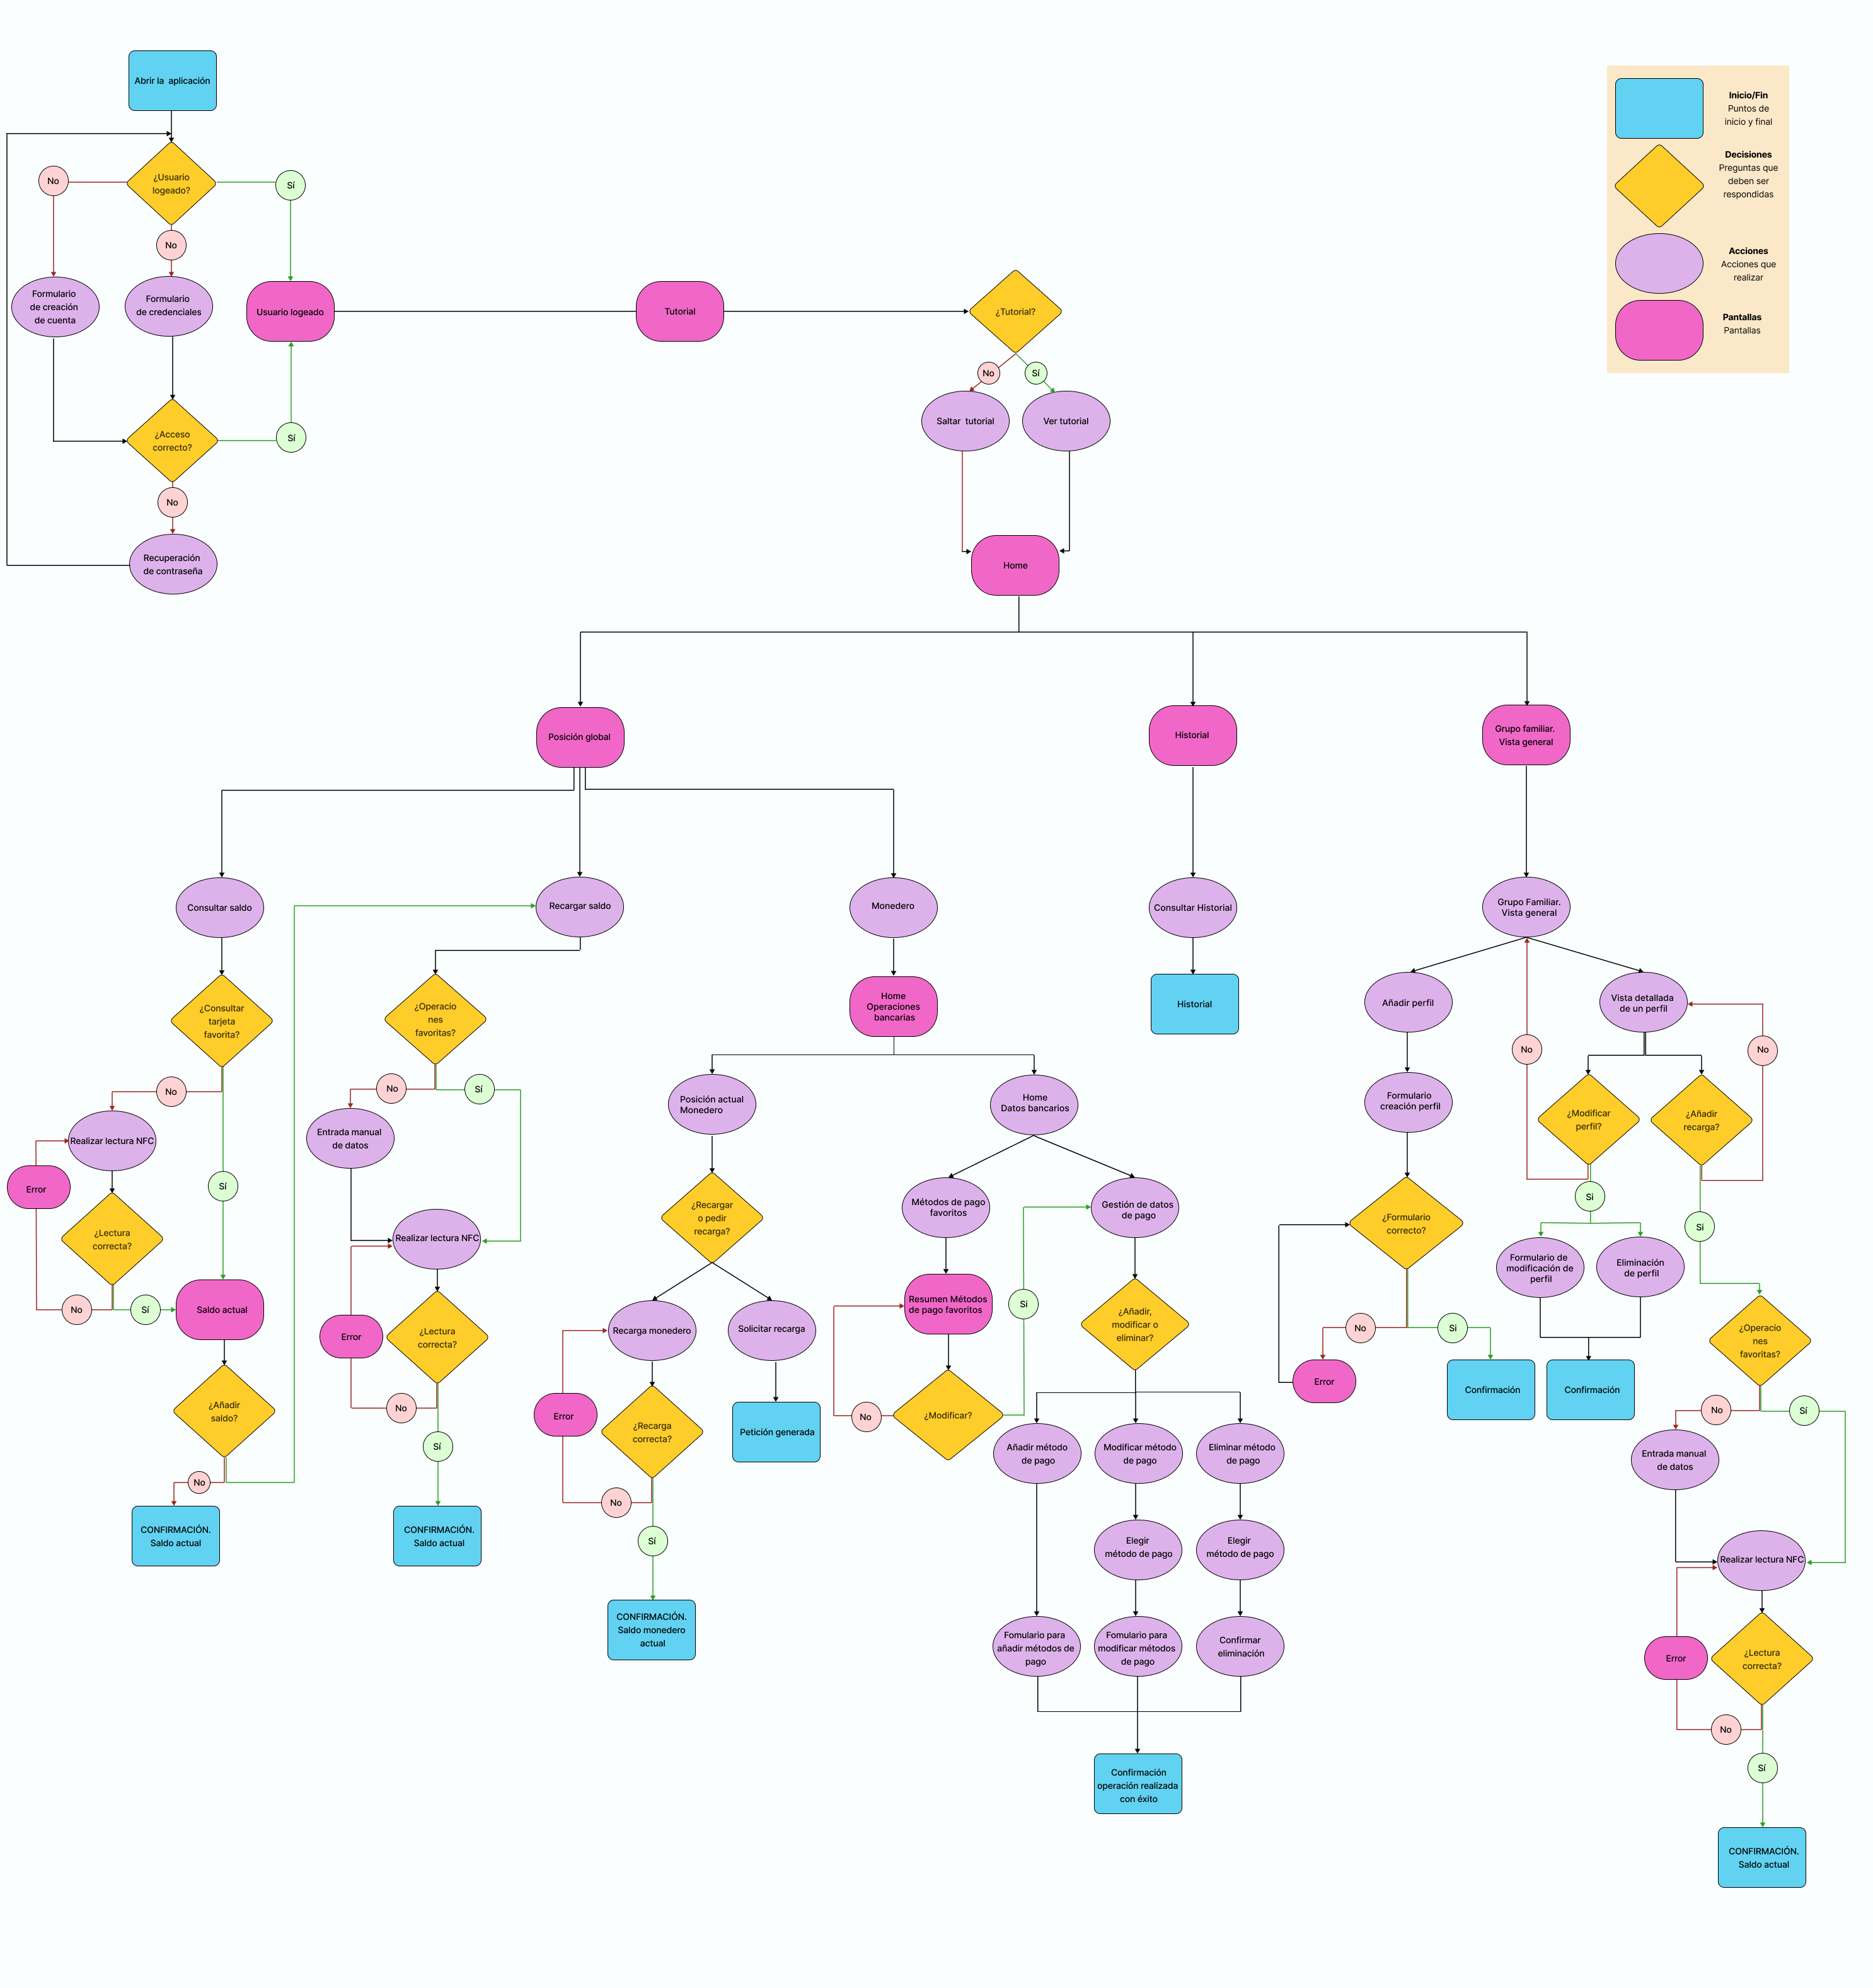 Abrir la  aplicación
Inicio/Fin
Puntos de
inicio y final
Decisiones
Preguntas que
deben ser
respondidas
Acciones
Acciones que
realizar
Pantallas
Pantallas
¿Usuario
logeado?
No
Sí
No
Formulario
de creación
de cuenta
Formulario
de credenciales
Usuario logeado
Tutorial
¿Tutorial?
No
Sí
Saltar  tutorial
Ver tutorial
¿Acceso
correcto?
Sí
No
Recuperación
de contraseña
Home
Posición global
Historial
Grupo familiar.
Vista general
Consultar saldo
Recargar saldo
Monedero
Consultar Historial
Grupo Familiar.
Vista general
¿Consultar
tarjeta
favorita?
No
Realizar lectura NFC
Error
Sí
¿Lectura
correcta?
No
Sí
Saldo actual
¿Añadir
saldo?
No
CONFIRMACIÓN.
Saldo actual
¿Operacio
nes
favoritas?
No
Sí
Entrada manual
de datos
Realizar lectura NFC
Error
¿Lectura
correcta?
No
Sí
CONFIRMACIÓN.
Saldo actual
Home
Operaciones
bancarias
Posición actual
Monedero
Home
Datos bancarios
¿Recargar
o pedir
recarga?
Recarga monedero
Solicitar recarga
Error
¿Recarga
correcta?
Petición generada
No
Sí
CONFIRMACIÓN.
Saldo monedero
actual
Métodos de pago
favoritos
Gestión de datos
de pago
Resumen Métodos
de pago favoritos
Si
¿Añadir,
modificar o
eliminar?
No
¿Modificar?
Añadir método
de pago
Modificar método
de pago
Eliminar método
de pago
Elegir
método de pago
Elegir
método de pago
Fomulario para
añadir métodos de
pago
Fomulario para
modificar métodos
de pago
Confirmar
eliminación
Confirmación
operación realizada
con éxito
Historial
Añadir perfil
Vista detallada
de un perfil
No
No
Formulario
creación perfil
¿Modificar
perfil?
¿Añadir
recarga?
¿Formulario
correcto?
Si
Si
Formulario de
modificación de
perfil
Eliminación
de perfil
No
Si
Error
Confirmación
Confirmación
¿Operacio
nes
favoritas?
No
Sí
Entrada manual
de datos
Realizar lectura NFC
Error
¿Lectura
correcta?
No
Sí
CONFIRMACIÓN.
Saldo actual